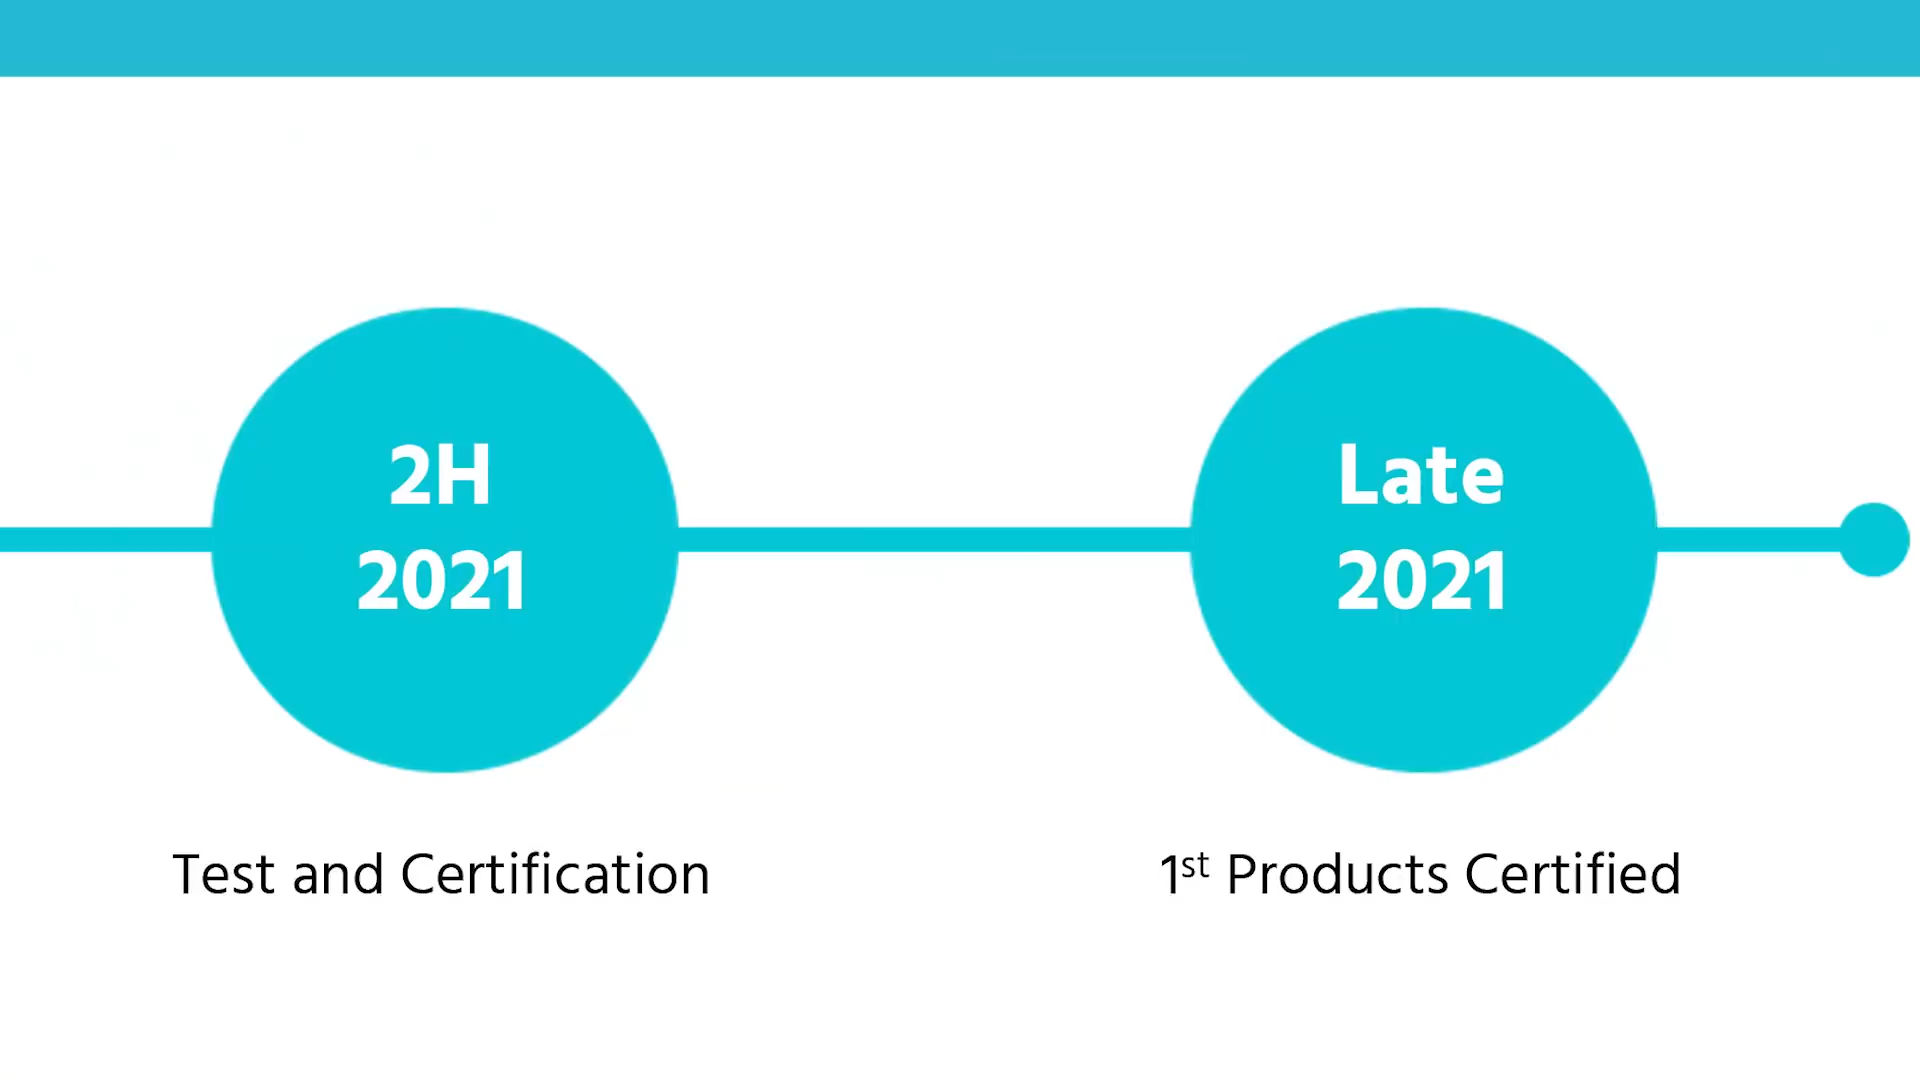 2H
2021
Test and Certification
Late
2021
1st Products Certified